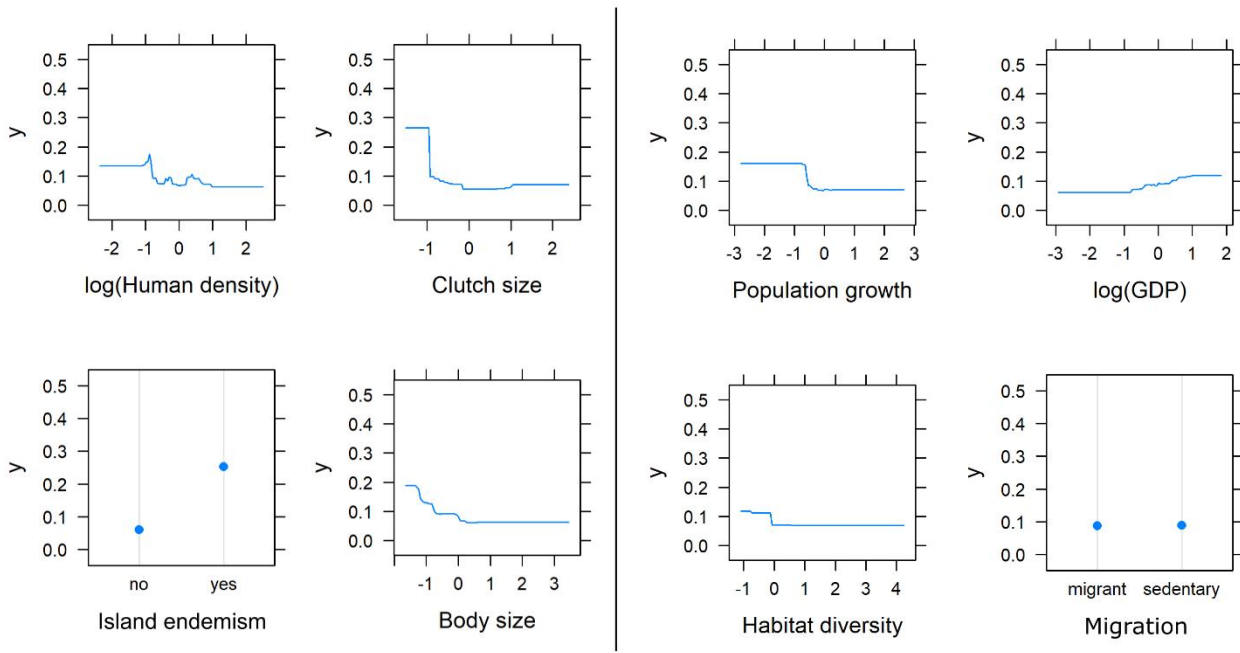 y
0.5
0.4
0.3
0.2
0.1
0.0
-2 -1 0 1 2
log(Human density)
0.5
0.4
0.3
0.2
0.1
0.0
-1 0 1 2
Clutch size
y
0.5
0.4
0.3
0.2
0.1
0.0
-3 -2 -1 0 1 2 3
Population growth
y
0.5
0.4
0.3
0.2
0.1
0.0
-3 -2 -1 0 1 2
log(GDP)
y
0.5
0.4
0.3
0.2
0.1
0.0
no yes
Island endemism
y
0.5
0.4
0.3
0.2
0.1
0.0
-1 0 1 2 3
Body size
y
0.5
0.4
0.3
0.2
0.1
0.0
-1 0 1 2 3 4
Habitat diversity
y
0.5
0.4
0.3
0.2
0.1
0.0
migrant sedentary
Migration